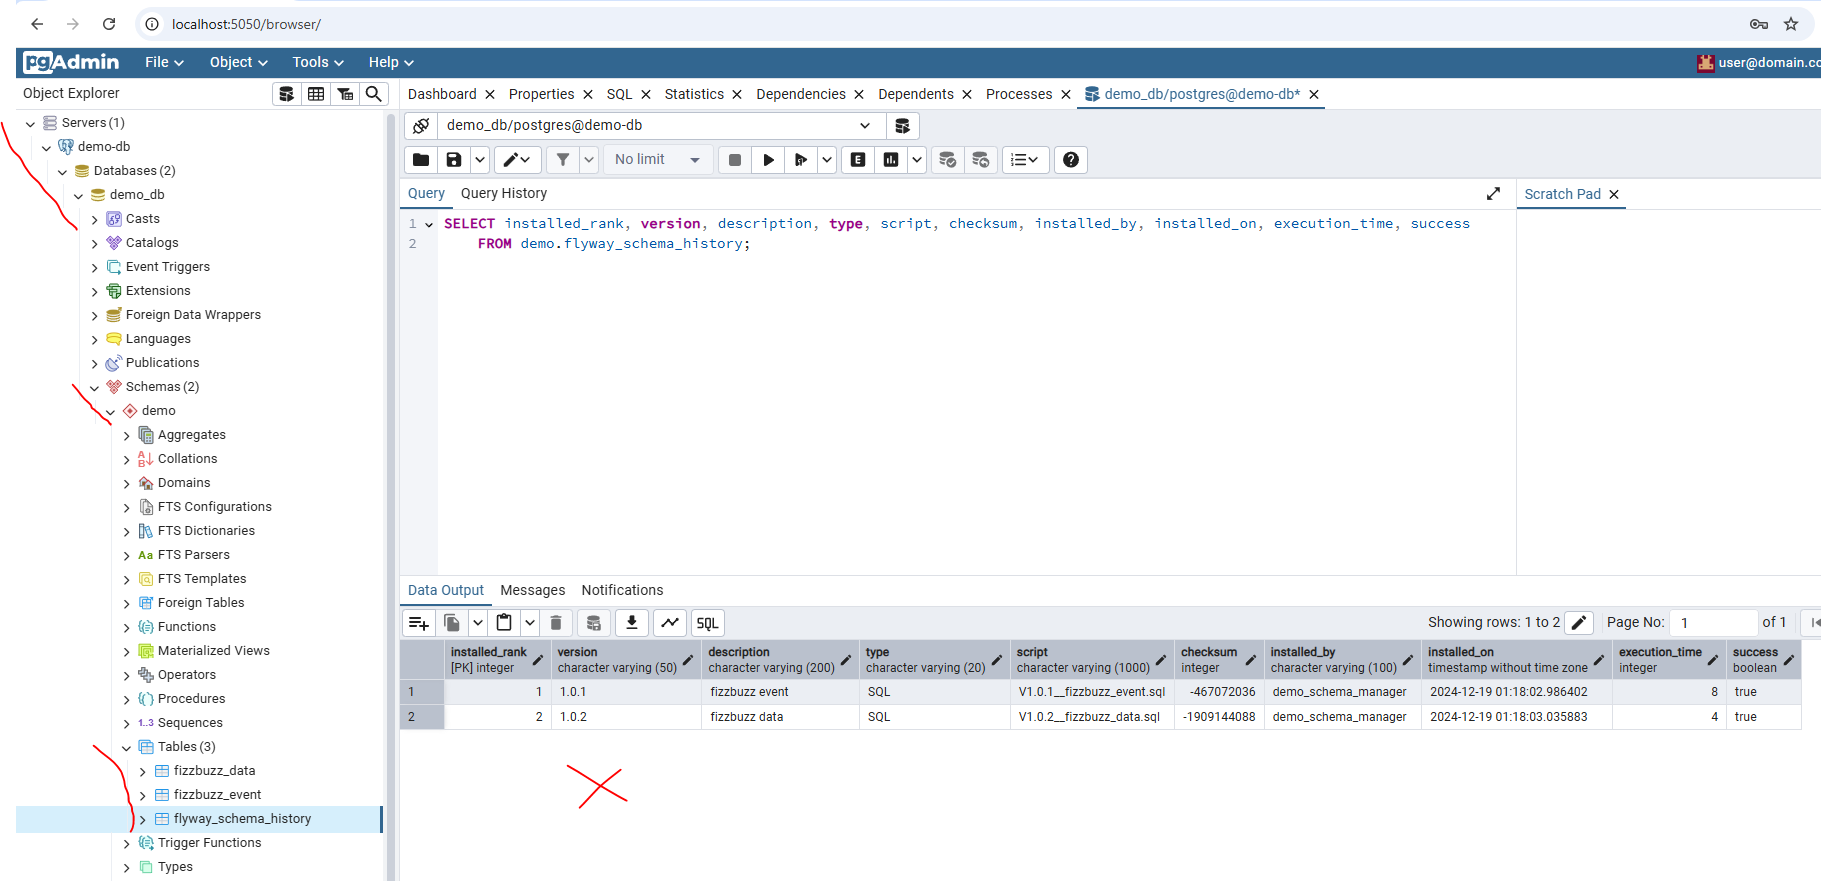 localhost:5050/browser/
pgAdmin File Object Tools Help user@domain.co
Object Explorer
Servers (1)
demo-db
Databases (2)
demo_db
Casts
Catalogs
Event Triggers
Extensions
Foreign Data Wrappers
Languages
Publications
Schemas (2)
demo
Aggregates
Collations
Domains
FTS Configurations
FTS Dictionaries
Aa FTS Parsers
FTS Templates
Foreign Tables
Functions
Materialized Views
Operators
Procedures
1..3 Sequences
Tables (3)
fizzbuzz_data
fizzbuzz_event
flyway_schema_history
Trigger Functions
Types
Dashboard Properties SQL Statistics Dependencies Dependents Processes demo_db/postgres@demo-db*
demo_db/postgres@demo-db
No limit E
Query Query History Scratch Pad
1 SELECT installed_rank, version, description, type, script, checksum, installed_by, installed_on, execution_time, success
2 FROM demo.flyway_schema_history;
Data Output Messages Notifications
SQL Showing rows: 1 to 2 Page No: 1 of 1
installed_rank version description type script checksum installed_by installed_on execution_time success
[PK] integer character varying (50) character varying (200) character varying (20) character varying (1000) integer character varying (100) timestamp without time zone integer boolean
1 1 1.0.1 fizzbuzz event SQL V1.0.1__fizzbuzz_event.sql -467072036 demo_schema_manager 2024-12-19 01:18:02.986402 8 true
2 2 1.0.2 fizzbuzz data SQL V1.0.2__fizzbuzz_data.sql -1909144088 demo_schema_manager 2024-12-19 01:18:03.035883 4 true